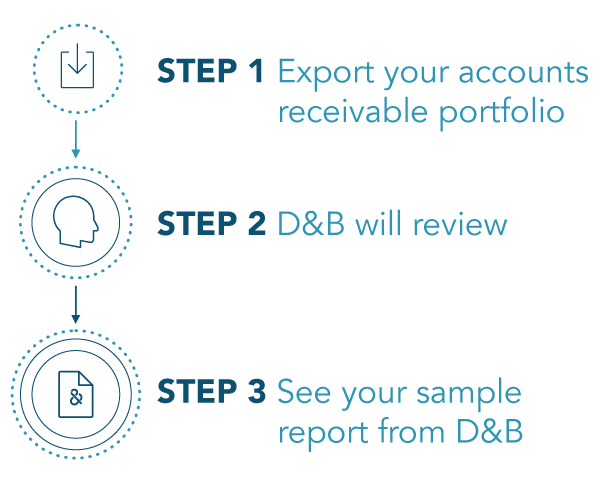 STEP 1 Export your accounts
receivable portfolio
STEP 2 D&B will review
&
STEP 3 See your sample
report from D&B